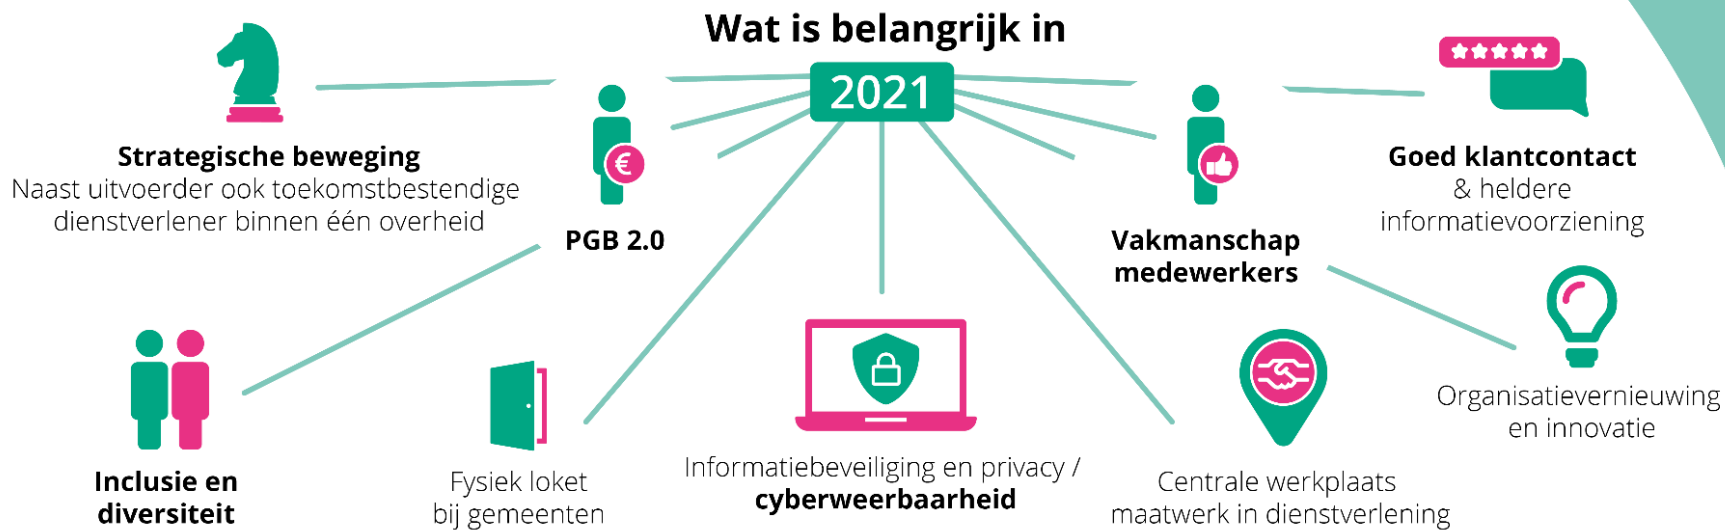 Wat is belangrijk in
2021
Strategische beweging
Naast uitvoerder ook toekomstbestendige
dienstverlener binnen één overheid
€
PGB 2.0
Vakmanschap
medewerkers
Goed klantcontact
& heldere
informatievoorziening
Inclusie en
diversiteit
Fysiek loket
bij gemeenten
Informatiebeveiliging en privacy /
cyberweerbaarheid
Centrale werkplaats
maatwerk in dienstverlening
Organisatievernieuwing
en innovatie